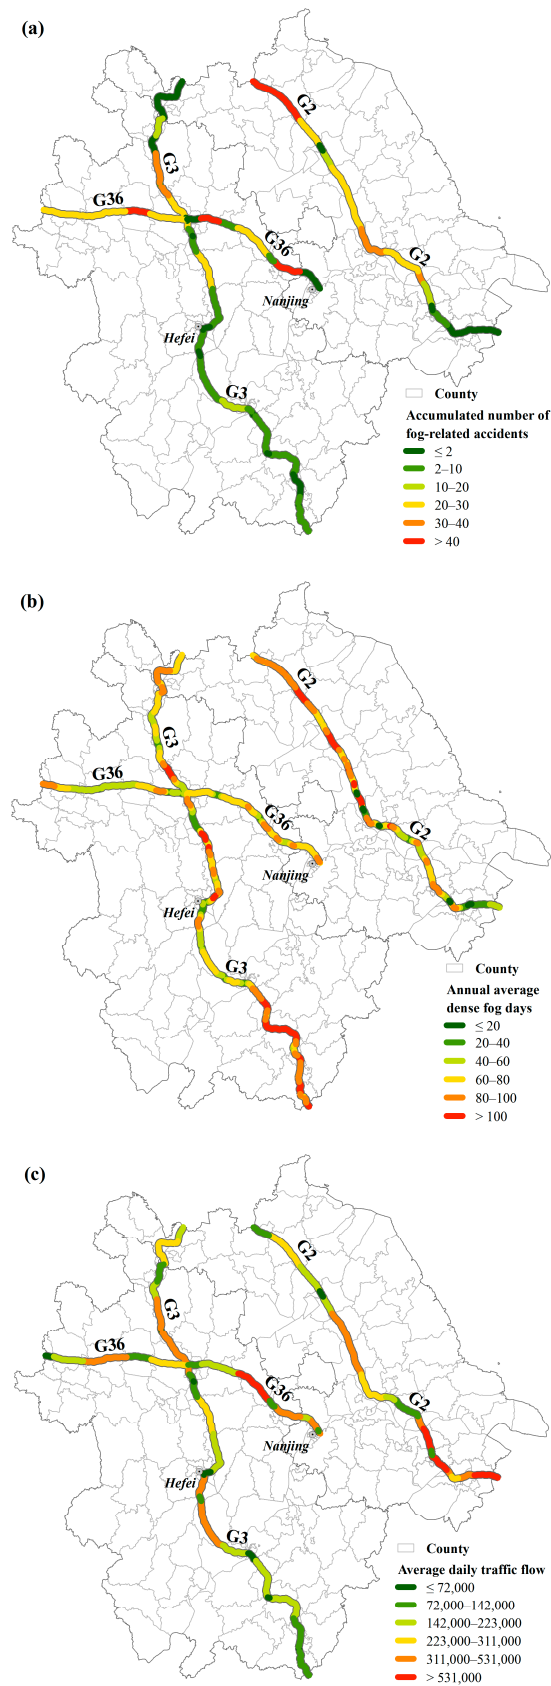 (a)
G2
G3
G36
G36
G2
Nanjing
Hefei
G3
County
Accumulated number of
fog-related accidents
≤ 2
2–10
10–20
20–30
30–40
> 40
(b)
G2
G3
G36
G36
G2
Nanjing
Hefei
G3
County
Annual average
dense fog days
≤ 20
20–40
40–60
60–80
80–100
> 100
(c)
G2
G3
G36
G36
G2
Nanjing
Hefei
G3
County
Average daily traffic flow
≤ 72,000
72,000–142,000
142,000–223,000
223,000–311,000
311,000–531,000
> 531,000